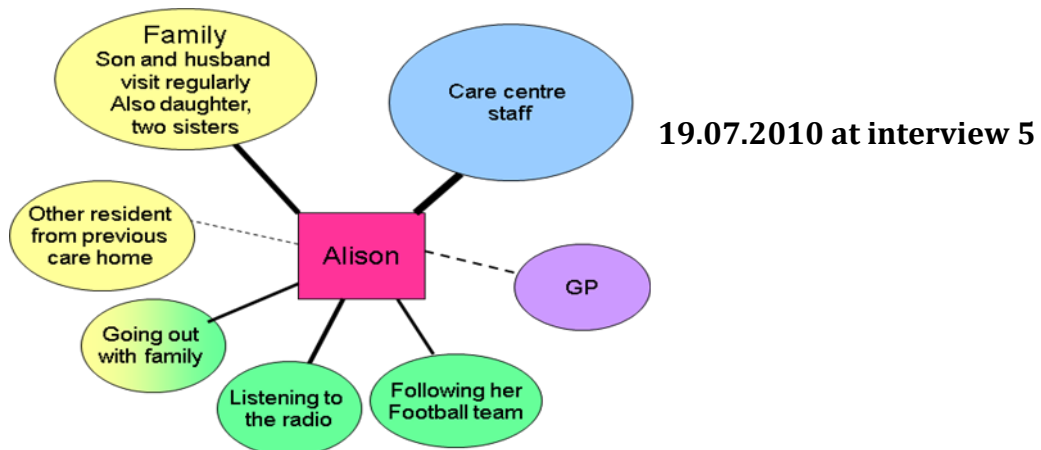 Family
Son and husband
visit regularly
Also daughter,
two sisters
Care centre
staff
19.07.2010 at interview 5
Other resident
from previous
care home
Alison
GP
Going out
with family
Listening to
the radio
Following her
Football team